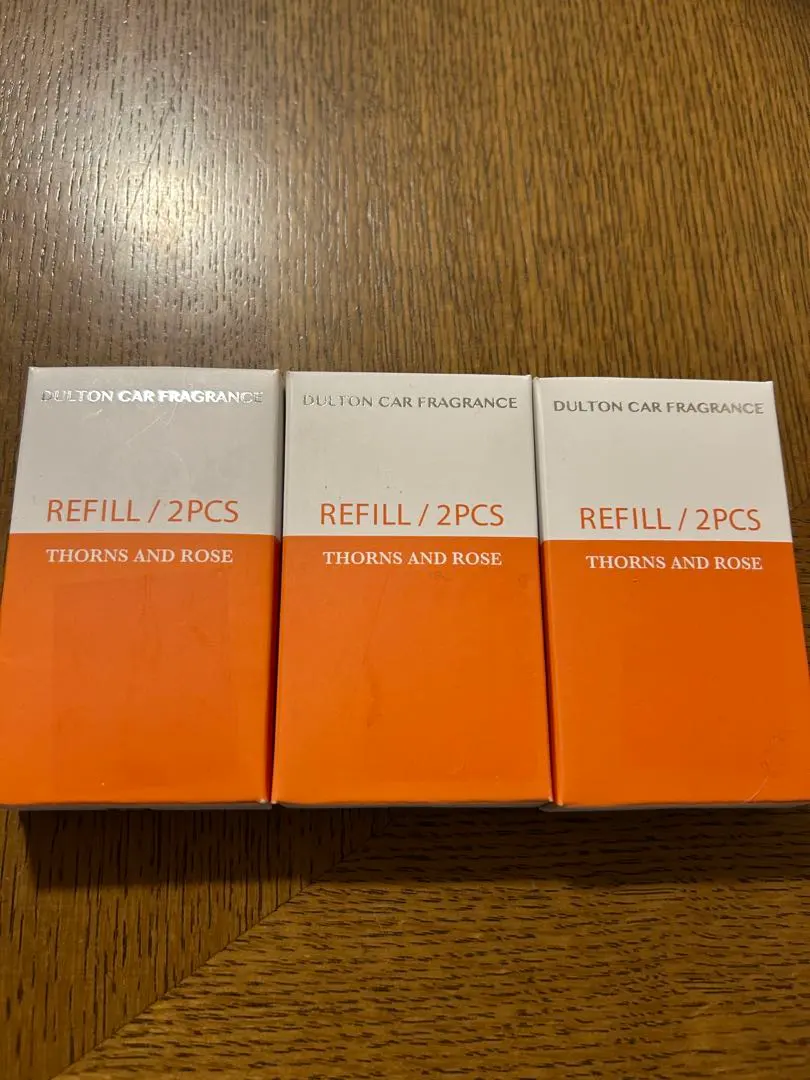 DULTON CAR FRAGRANCE
REFILL / 2PCS
THORNS AND ROSE
DULTON CAR FRAGRANCE
REFILL / 2PCS
THORNS AND ROSE
DULTON CAR FRAGRANCE
REFILL / 2PCS
THORNS AND ROSE